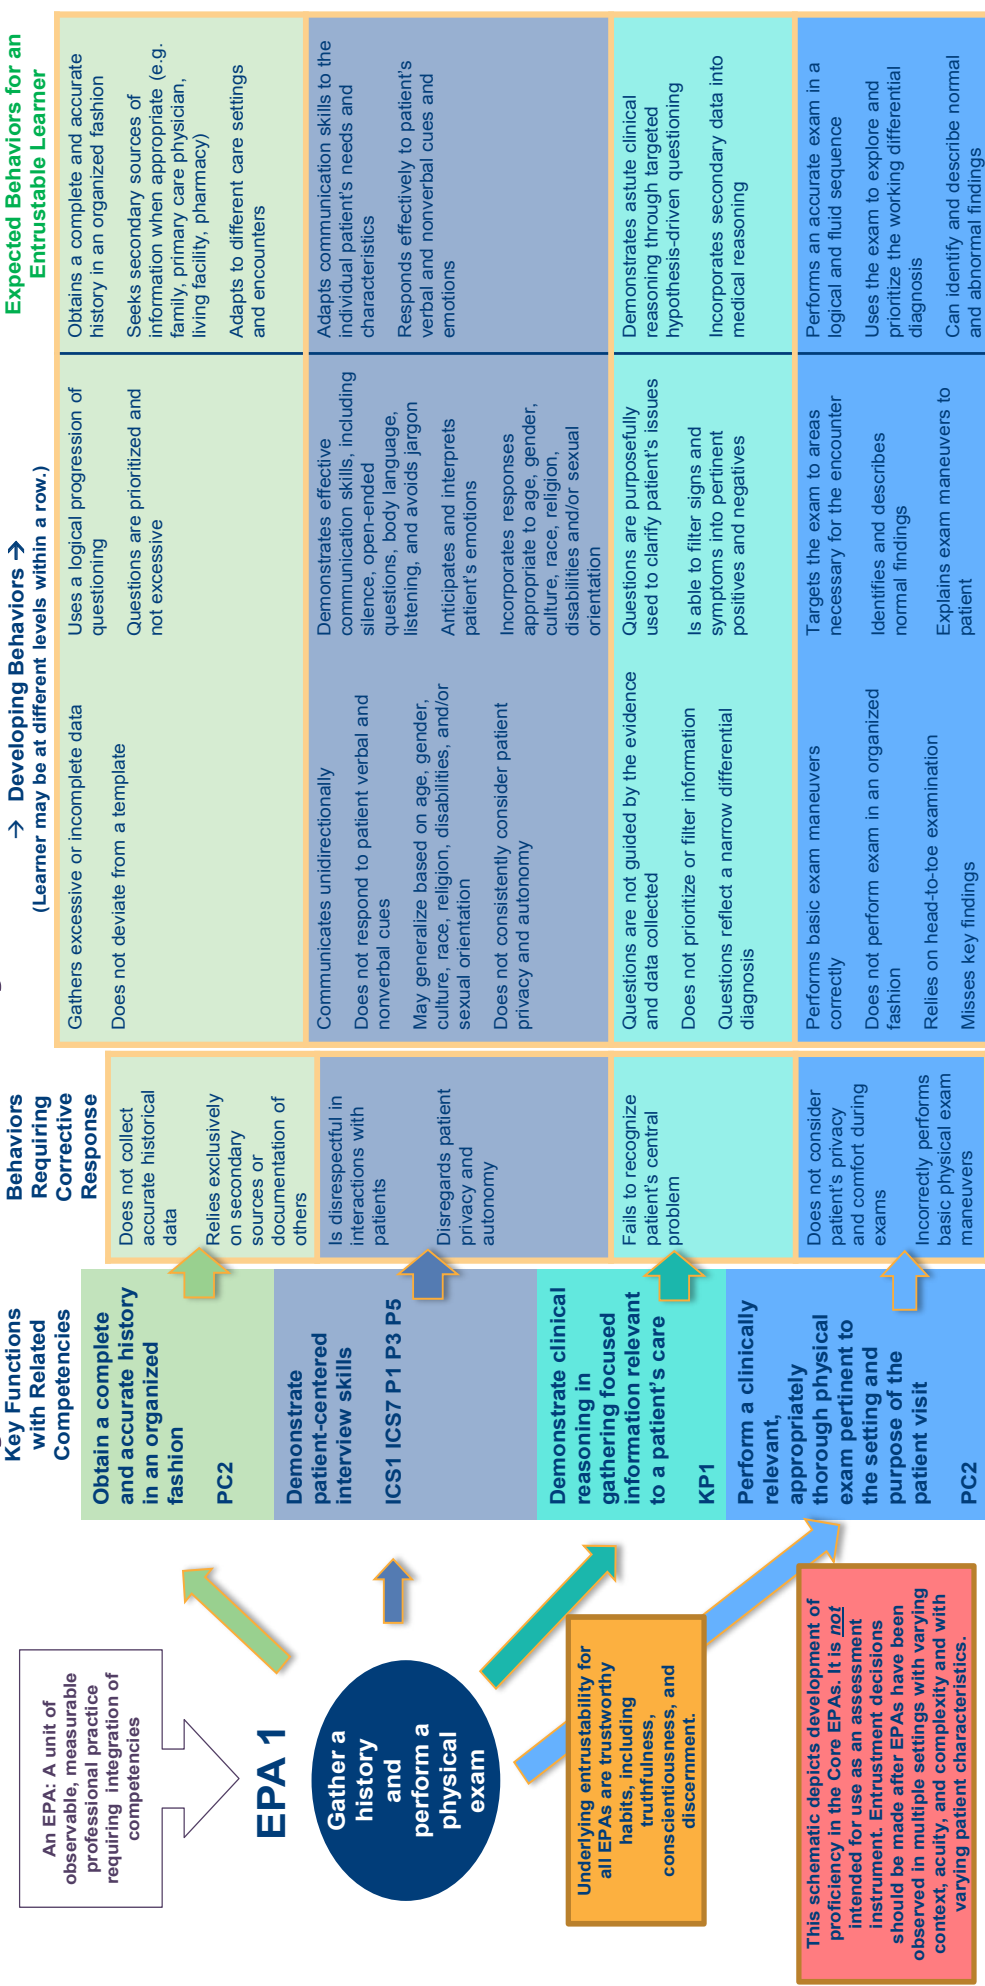 An EPA: A unit of
observable, measurable
professional practice
requiring integration of
competencies
EPA 1
Gather a
history
and
perform a
physical
exam
Underlying entrustability for
all EPAs are trustworthy
habits, including
truthfulness,
conscientiousness, and
discernment.
This schematic depicts development of
proficiency in the Core EPAs. It is not
intended for use as an assessment
instrument. Entrustment decisions
should be made after EPAs have been
observed in multiple settings with varying
context, acuity, and complexity and with
varying patient characteristics.
Key Functions
with Related
Competencies
Obtain a complete
and accurate history
in an organized
fashion
PC2
Demonstrate
patient-centered
interview skills
ICS1 ICS7 P1 P3 P5
Demonstrate clinical
reasoning in
gathering focused
information relevant
to a patient's care
KP1
Perform a clinically
relevant,
appropriately
thorough physical
exam pertinent to
the setting and
purpose of the
patient visit
PC2
Behaviors
Requiring
Corrective
Response
Does not collect
accurate historical
data
Relies exclusively
on secondary
sources or
documentation of
others
Is disrespectful in
interactions with
patients
Disregards patient
privacy and
autonomy
Fails to recognize
patient's central
problem
Does not consider
patient's privacy
and comfort during
exams
Incorrectly performs
basic physical exam
maneuvers
→ Developing Behaviors →
(Learner may be at different levels within a row.)
Gathers excessive or incomplete data
Does not deviate from a template
Communicates unidirectionally
Does not respond to patient verbal and
nonverbal cues
May generalize based on age, gender,
culture, race, religion, disabilities, and/or
sexual orientation
Does not consistently consider patient
privacy and autonomy
Questions are not guided by the evidence
and data collected
Does not prioritize or filter information
Questions reflect a narrow differential
diagnosis
Performs basic exam maneuvers
correctly
Does not perform exam in an organized
fashion
Relies on head-to-toe examination
Misses key findings
Uses a logical progression of
questioning
Questions are prioritized and
not excessive
Demonstrates effective
communication skills, including
silence, open-ended
questions, body language,
listening, and avoids jargon
Anticipates and interprets
patient's emotions
Incorporates responses
appropriate to age, gender,
culture, race, religion,
disabilities and/or sexual
orientation
Questions are purposefully
used to clarify patient's issues
Is able to filter signs and
symptoms into pertinent
positives and negatives
Targets the exam to areas
necessary for the encounter
Identifies and describes
normal findings
Explains exam maneuvers to
patient
Expected Behaviors for an
Entrustable Learner
Obtains a complete and accurate
history in an organized fashion
Seeks secondary sources of
information when appropriate (e.g.
family, primary care physician,
living facility, pharmacy)
Adapts to different care settings
and encounters
Adapts communication skills to the
individual patient's needs and
characteristics
Responds effectively to patient's
verbal and nonverbal cues and
emotions
Demonstrates astute clinical
reasoning through targeted
hypothesis-driven questioning
Incorporates secondary data into
medical reasoning
Performs an accurate exam in a
logical and fluid sequence
Uses the exam to explore and
prioritize the working differential
diagnosis
Can identify and describe normal
and abnormal findings